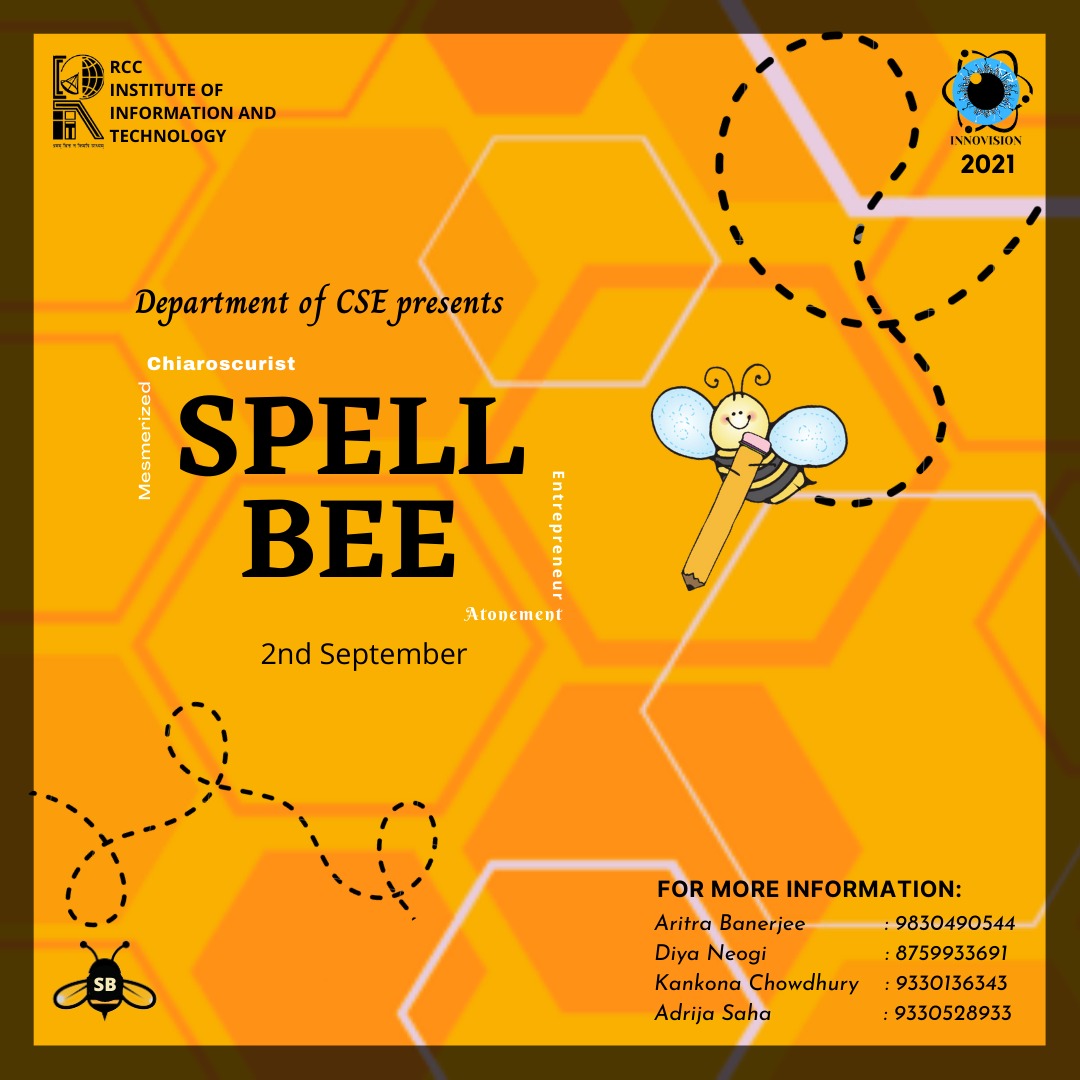 RCC
INSTITUTE OF
INFORMATION AND
TECHNOLOGY
INNOVISION
2021
Department of CSE presents
Chiaroscurist
Mesmerized
SPELL
BEE
Entrepreneur
Atonement
2nd September
FOR MORE INFORMATION:
Aritra Banerjee : 9830490544
Diya Neogi : 8759933691
Kankona Chowdhury : 9330136343
Adrija Saha : 9330528933
SB